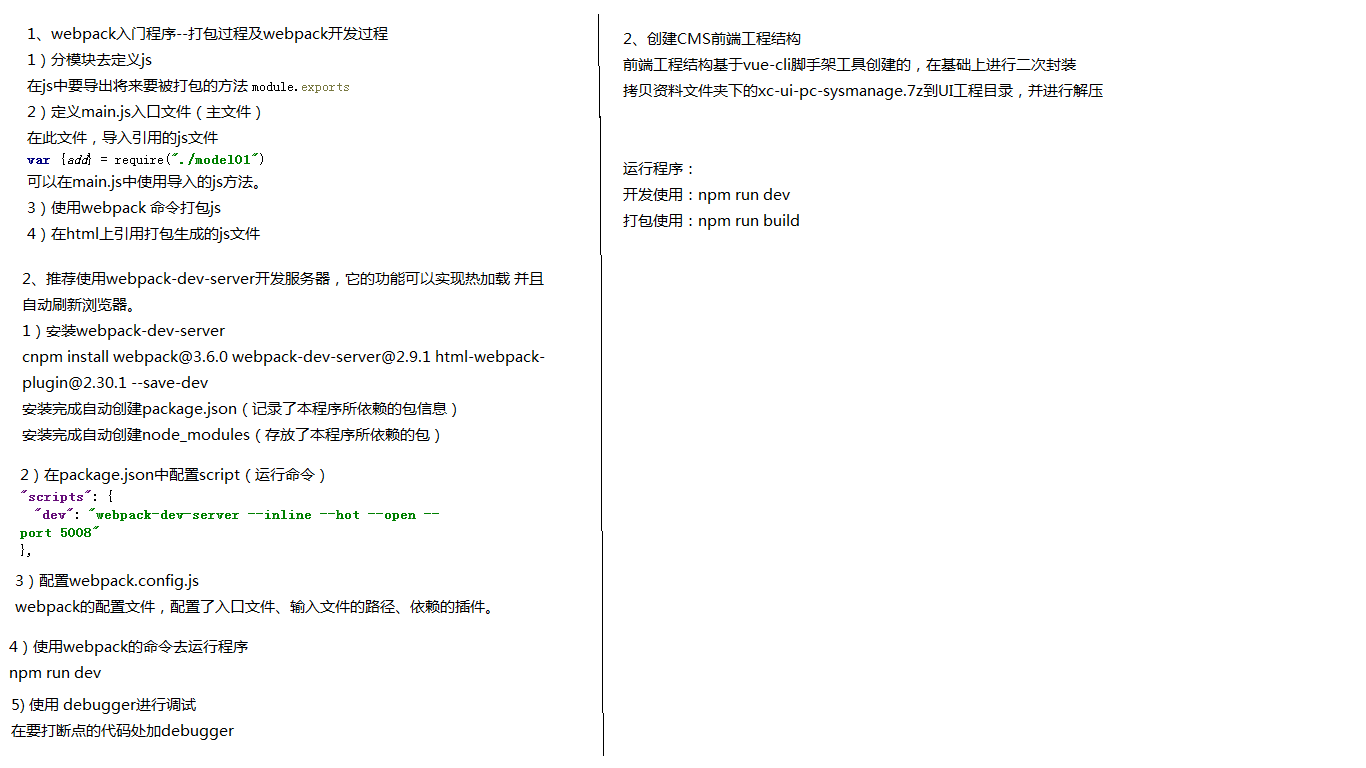 1、webpack入门程序--打包过程及webpack开发过程
1）分模块去定义js
在js中要导出将来要被打包的方法 module.exports
2）定义main.js入口文件（主文件）
在此文件，导入引用的js文件
var {add} = require("./model01")
可以在main.js中使用导入的js方法。
3）使用webpack 命令打包js
4）在html上引用打包生成的js文件
2、推荐使用webpack-dev-server开发服务器，它的功能可以实现热加载 并且
自动刷新浏览器。
1）安装webpack-dev-server
cnpm install webpack@3.6.0 webpack-dev-server@2.9.1 html-webpack-
plugin@2.30.1 --save-dev
安装完成自动创建package.json（记录了本程序所依赖的包信息）
安装完成自动创建node_modules（存放了本程序所依赖的包）
2）在package.json中配置script（运行命令）
"scripts": {
"dev": "webpack-dev-server --inline --hot --open --
port 5008"
},
3）配置webpack.config.js
webpack的配置文件，配置了入口文件、输入文件的路径、依赖的插件。
4）使用webpack的命令去运行程序
npm run dev
5) 使用 debugger进行调试
在要打断点的代码处加debugger
2、创建CMS前端工程结构
前端工程结构基于vue-cli脚手架工具创建的，在基础上进行二次封装
拷贝资料文件夹下的xc-ui-pc-sysmanage.7z到UI工程目录，并进行解压
运行程序：
开发使用：npm run dev
打包使用：npm run build